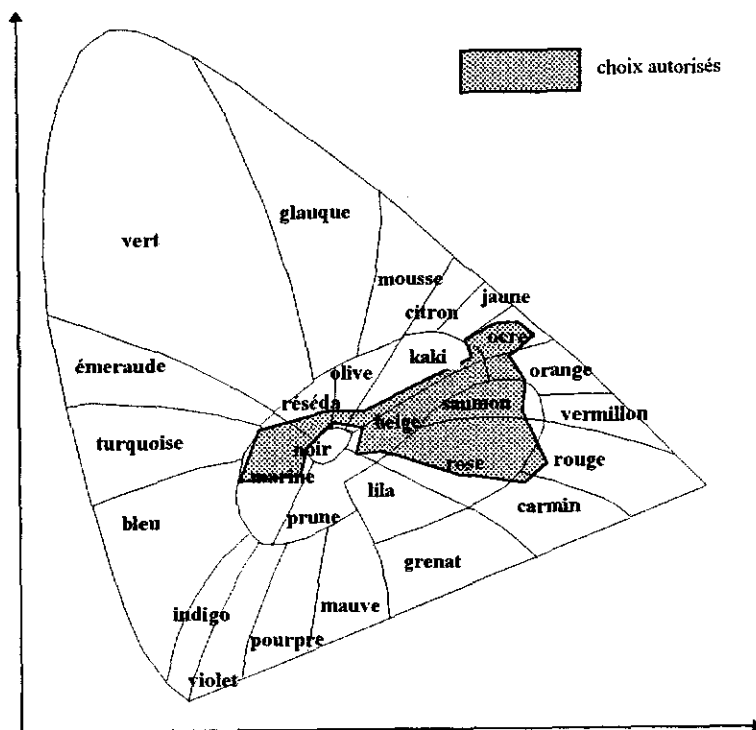 choix autorisés
glauque
vert
mousse
jaune
citron
ocre
kaki
olive
orange
émeraude
réséda
saumon
vermillon
beige
turquoise
noir
rose
rouge
marine
lila
carmin
prune
bleu
grenat
indigo
mauve
pourpre
violet